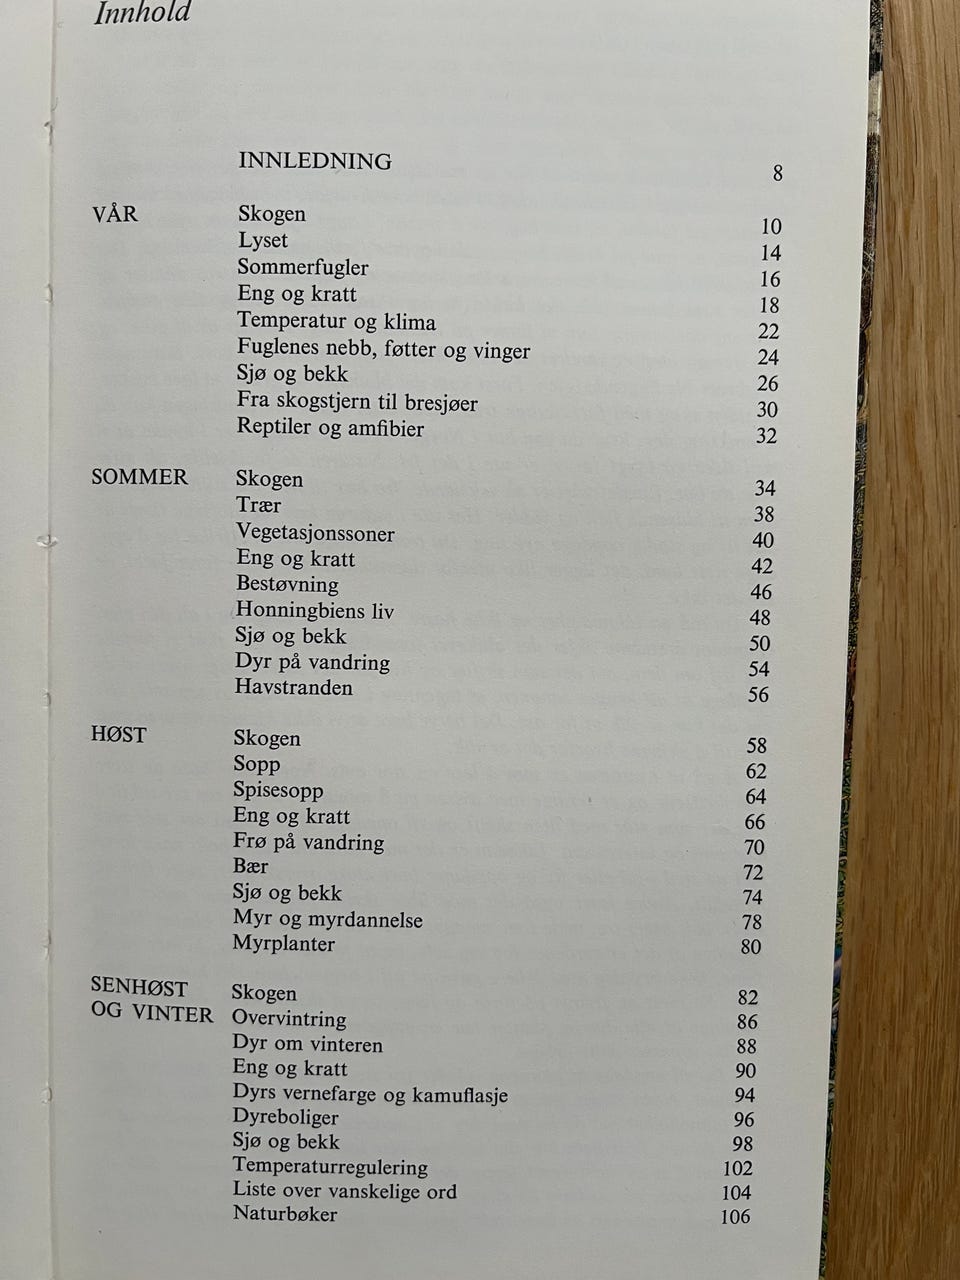 Innhold
INNLEDNING 8
VÅR Skogen 10
Lyset 14
Sommerfugler 16
Eng og kratt 18
Temperatur og klima 22
Fuglenes nebb, føtter og vinger 24
Sjø og bekk 26
Fra skogstjern til bresjøer 30
Reptiler og amfibier 32
SOMMER Skogen 34
Trær 38
Vegetasjonssoner 40
Eng og kratt 42
Bestøvning 46
Honningbiens liv 48
Sjø og bekk 50
Dyr på vandring 54
Havstranden 56
HØST Skogen 58
Sopp 62
Spisesopp 64
Eng og kratt 66
Frø på vandring 70
Bær 72
Sjø og bekk 74
Myr og myrdannelse 78
Myrplanter 80
SENHØST Skogen 82
OG VINTER Overvintring 86
Dyr om vinteren 88
Eng og kratt 90
Dyrs vernefarge og kamuflasje 94
Dyreboliger 96
Sjø og bekk 98
Temperaturregulering 102
Liste over vanskelige ord 104
Naturbøker 106